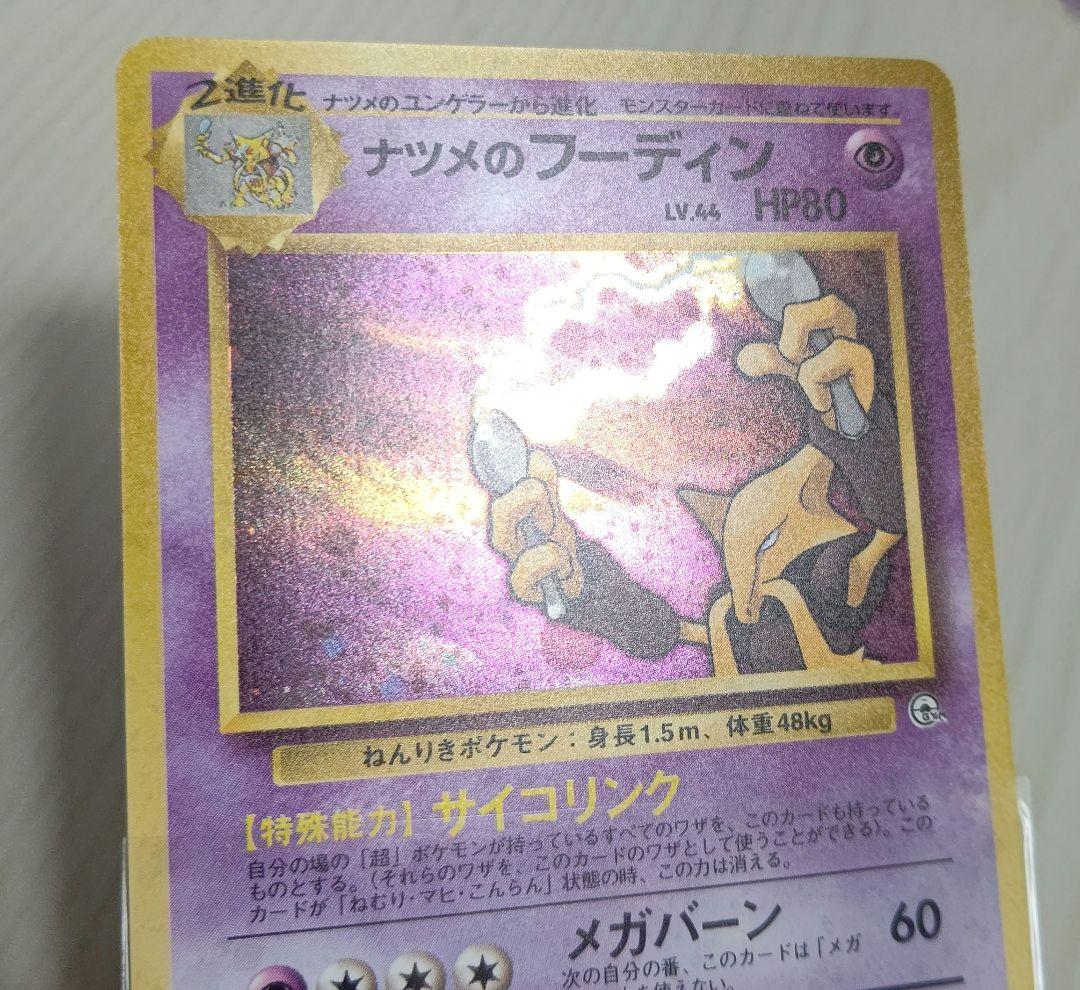 2進化 ナツメのユンゲラーから進化 モンスターカードに重ねて使います。
ナツメのフーディン
LV.44 HP80
ねんりきポケモン：身長1.5m、体重48kg
【特殊能力】サイコリンク
自分の場の「超」ポケモンが持っているすべてのワザを、このカードも持っている
ものとする。（それらのワザを、このカードのワザとして使うことができる）。この
カードが「ねむり・マヒ・こんらん」状態の時、この力は消える。
メガバーン 60
次の自分の番、このカードは「メガ
を使えない。